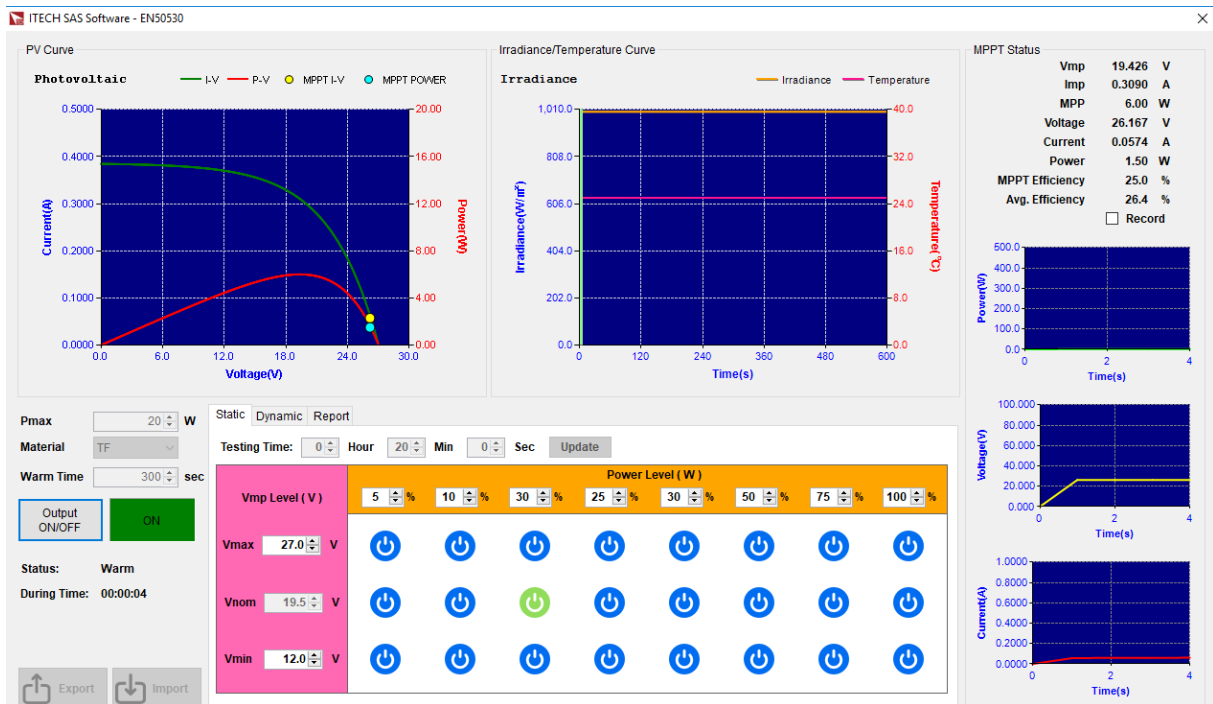 ITECH SAS Software - EN50530
PV Curve
Photovoltaic
I-V
P-V
MPPT I-V
MPPT POWER
0.5000
0.4000
0.3000
0.2000
0.1000
0.0000
Current(A)
20.00
16.00
12.00
8.00
4.00
0.00
Power(W)
0.0 6.0 12.0 18.0 24.0 30.0
Voltage(V)
Irradiance/Temperature Curve
Irradiance
Irradiance
Temperature
1,010.0
808.0
606.0
404.0
202.0
0.0
Irradiance(W/㎡)
40.0
32.0
24.0
16.0
8.0
0.0
Temperature(℃)
0 120 240 360 480 600
Time(s)
MPPT Status
Vmp 19.426 V
Imp 0.3090 A
MPP 6.00 W
Voltage 26.167 V
Current 0.0574 A
Power 1.50 W
MPPT Efficiency 25.0 %
Avg. Efficiency 26.4 %
Record
500.0
400.0
300.0
200.0
100.0
0.0
Power(W)
0 2 4
Time(s)
100.000
80.000
60.000
40.000
20.000
0.000
Voltage(V)
0 2 4
Time(s)
1.0000
0.8000
0.6000
0.4000
0.2000
0.0000
Current(A)
0 2 4
Time(s)
Pmax 20 W
Material TF
Warm Time 300 sec
Output ON/OFF
ON
Status: Warm
During Time: 00:00:04
Export
Import
Static Dynamic Report
Testing Time: 0 Hour 20 Min 0 Sec Update
Vmp Level ( V )
Power Level ( W )
5 % 10 % 30 % 25 % 30 % 50 % 75 % 100 %
Vmax 27.0 V
Vnom 19.5 V
Vmin 12.0 V